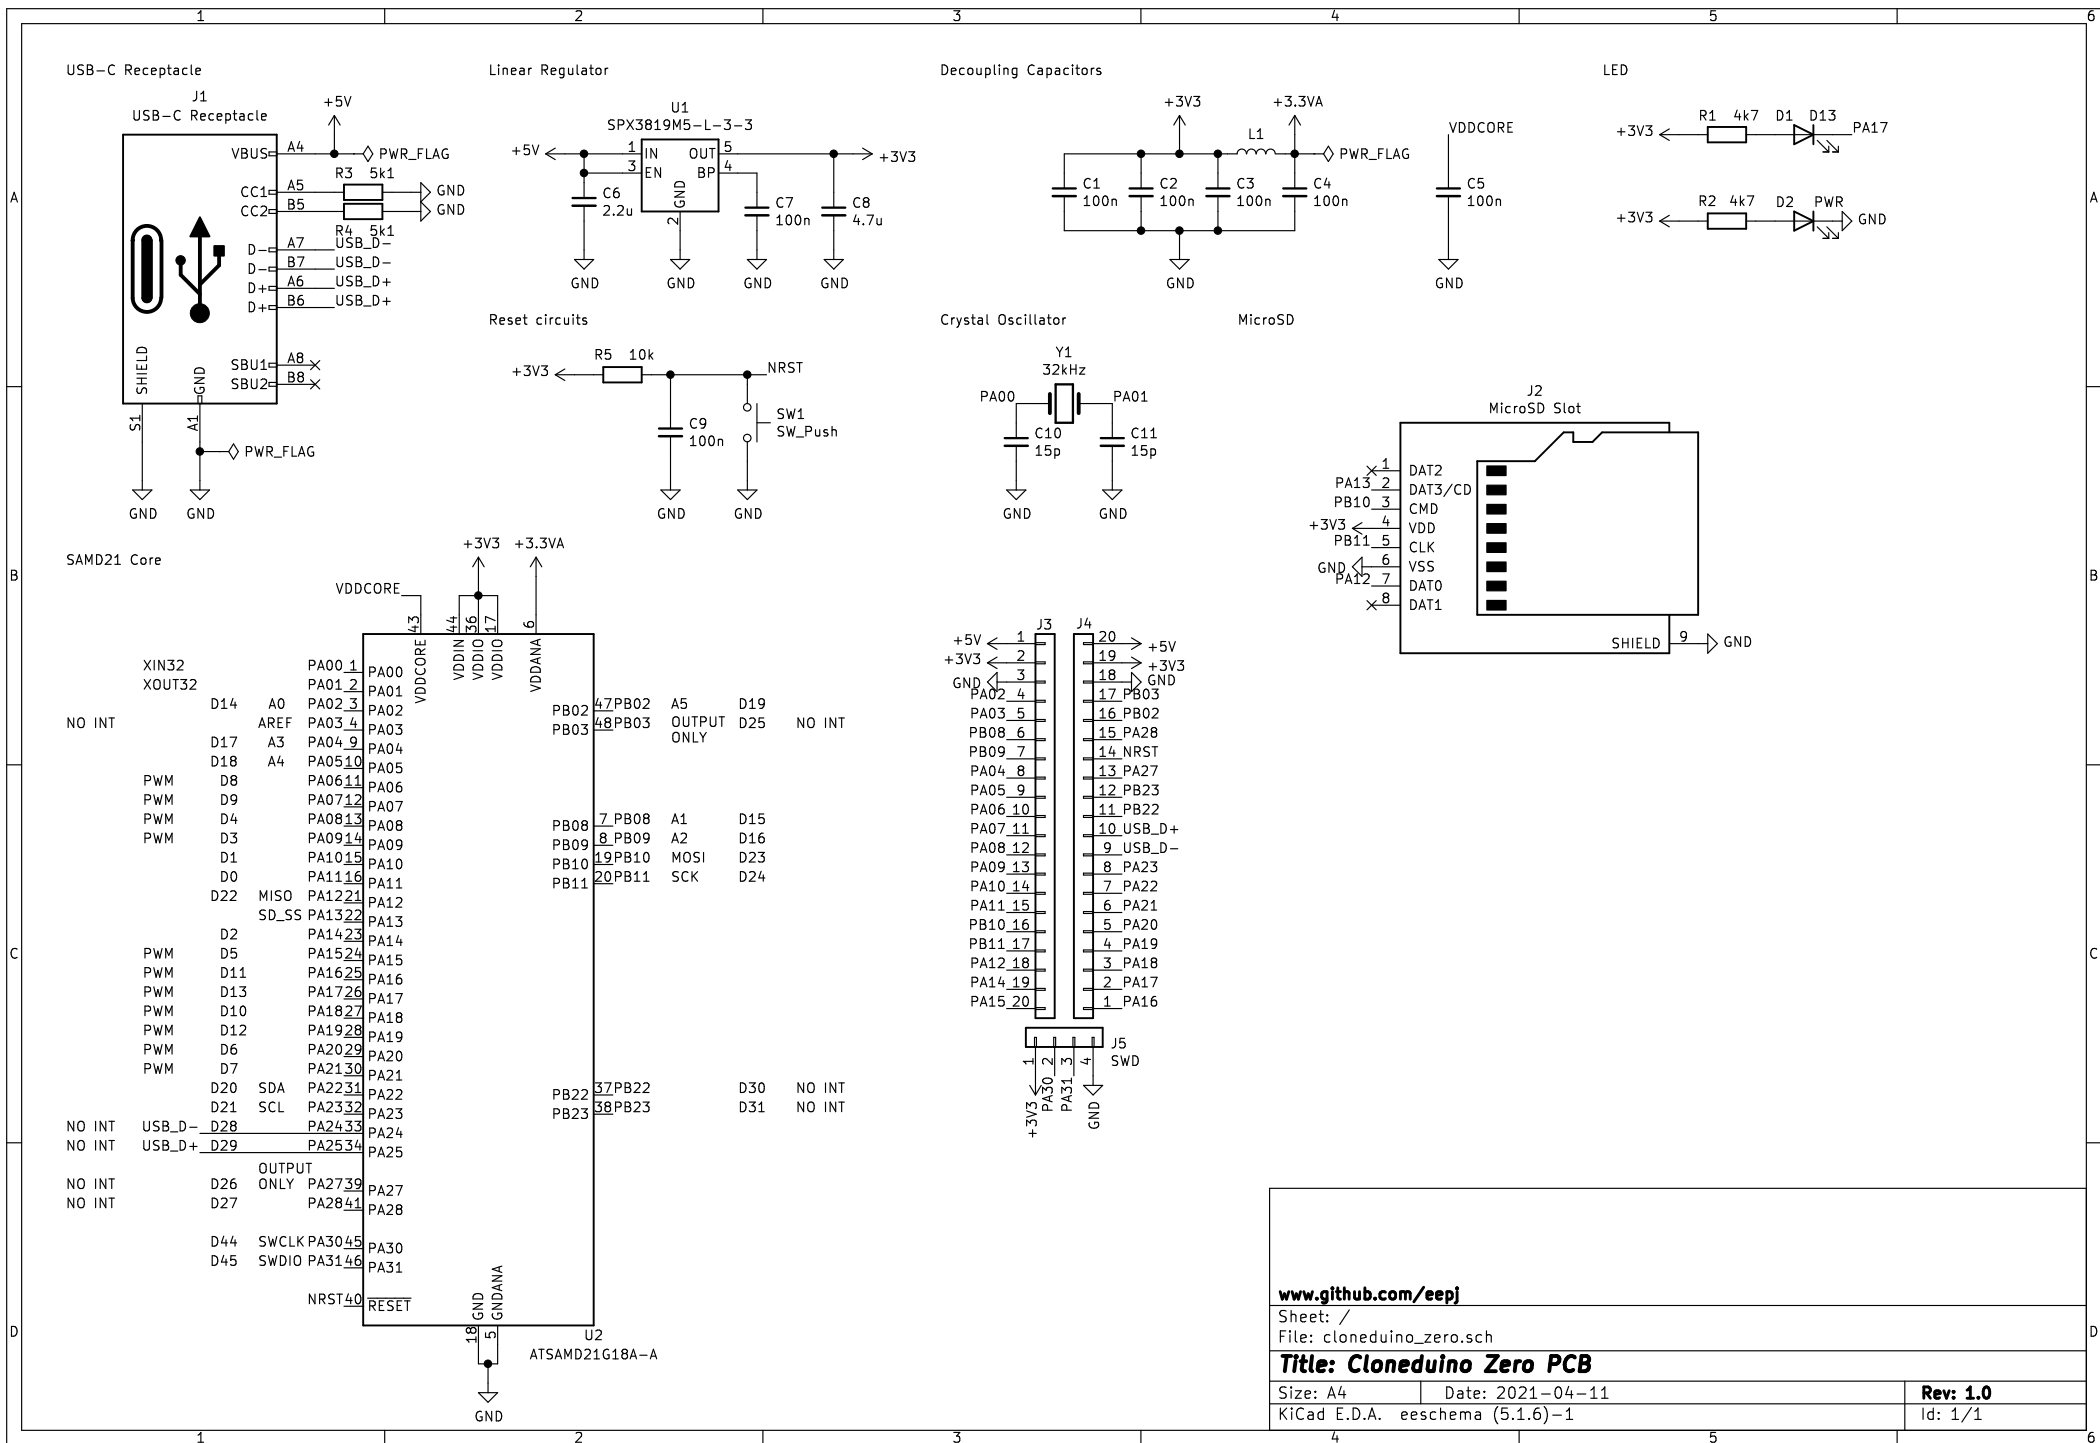 1 2 3 4 5 6
A
B
C
D
A
B
C
D
1 2 3 4 5 6
USB-C Receptacle
J1
USB-C Receptacle
+5V
VBUS A4
PWR_FLAG
R3 5k1
CC1 A5 GND
CC2 B5 GND
R4 5k1
D- A7 USB_D-
D- B7 USB_D-
D+ A6 USB_D+
D+ B6 USB_D+
SBU1 A8
SBU2 B8
SHIELD
GND
S1
A1
PWR_FLAG
GND
GND
Linear Regulator
U1
SPX3819M5-L-3-3
+5V
1 IN OUT 5
3 EN BP 4
GND
2
+3V3
C6
2.2u
C7
100n
C8
4.7u
GND
GND
GND
GND
Decoupling Capacitors
+3V3
+3.3VA
L1
PWR_FLAG
C1
100n
C2
100n
C3
100n
C4
100n
GND
VDDCORE
C5
100n
GND
LED
+3V3
R1 4k7
D1 D13
PA17
+3V3
R2 4k7
D2 PWR
GND
Reset circuits
+3V3
R5 10k
NRST
C9
100n
SW1
SW_Push
GND
GND
Crystal Oscillator
Y1
32kHz
PA00
PA01
C10
15p
C11
15p
GND
GND
MicroSD
J2
MicroSD Slot
1 DAT2
PA13 2 DAT3/CD
PB10 3 CMD
+3V3 4 VDD
PB11 5 CLK
GND 6 VSS
PA12 7 DAT0
8 DAT1
SHIELD 9 GND
SAMD21 Core
+3V3 +3.3VA
VDDCORE
43
44
36
17
6
VDDCORE
VDDIN
VDDIO
VDDIO
VDDANA
XIN32 PA00 1 PA00
XOUT32 PA01 2 PA01
D14 A0 PA02 3 PA02
NO INT AREF PA03 4 PA03
D17 A3 PA04 9 PA04
D18 A4 PA05 10 PA05
PWM D8 PA06 11 PA06
PWM D9 PA07 12 PA07
PWM D4 PA08 13 PA08
PWM D3 PA09 14 PA09
D1 PA10 15 PA10
D0 PA11 16 PA11
D22 MISO PA12 21 PA12
SD_SS PA13 22 PA13
D2 PA14 23 PA14
PWM D5 PA15 24 PA15
PWM D11 PA16 25 PA16
PWM D13 PA17 26 PA17
PWM D10 PA18 27 PA18
PWM D12 PA19 28 PA19
PWM D6 PA20 29 PA20
PWM D7 PA21 30 PA21
D20 SDA PA22 31 PA22
D21 SCL PA23 32 PA23
NO INT USB_D- D28 PA24 33 PA24
NO INT USB_D+ D29 PA25 34 PA25
OUTPUT
NO INT D26 ONLY PA27 39 PA27
NO INT D27 PA28 41 PA28
D44 SWCLK PA30 45 PA30
D45 SWDIO PA31 46 PA31
NRST 40 RESET
PB02 47 PB02 A5 D19
PB03 48 PB03 OUTPUT D25 NO INT
ONLY
PB08 7 PB08 A1 D15
PB09 8 PB09 A2 D16
PB10 19 PB10 MOSI D23
PB11 20 PB11 SCK D24
PB22 37 PB22 D30 NO INT
PB23 38 PB23 D31 NO INT
GND
GNDANA
18
5
GND
U2
ATSAMD21G18A-A
J3 J4
+5V 1
+3V3 2
GND 3
PA02 4
PA03 5
PB08 6
PB09 7
PA04 8
PA05 9
PA06 10
PA07 11
PA08 12
PA09 13
PA10 14
PA11 15
PB10 16
PB11 17
PA12 18
PA14 19
PA15 20
20 +5V
19 +3V3
18 GND
17 PB03
16 PB02
15 PA28
14 NRST
13 PA27
12 PB23
11 PB22
10 USB_D+
9 USB_D-
8 PA23
7 PA22
6 PA21
5 PA20
4 PA19
3 PA18
2 PA17
1 PA16
J5
SWD
1
2
3
4
+3V3
PA30
PA31
GND
www.github.com/eepj
Sheet: /
File: cloneduino_zero.sch
Title: Cloneduino Zero PCB
Size: A4 Date: 2021-04-11 Rev: 1.0
KiCad E.D.A. eeschema (5.1.6)-1 Id: 1/1